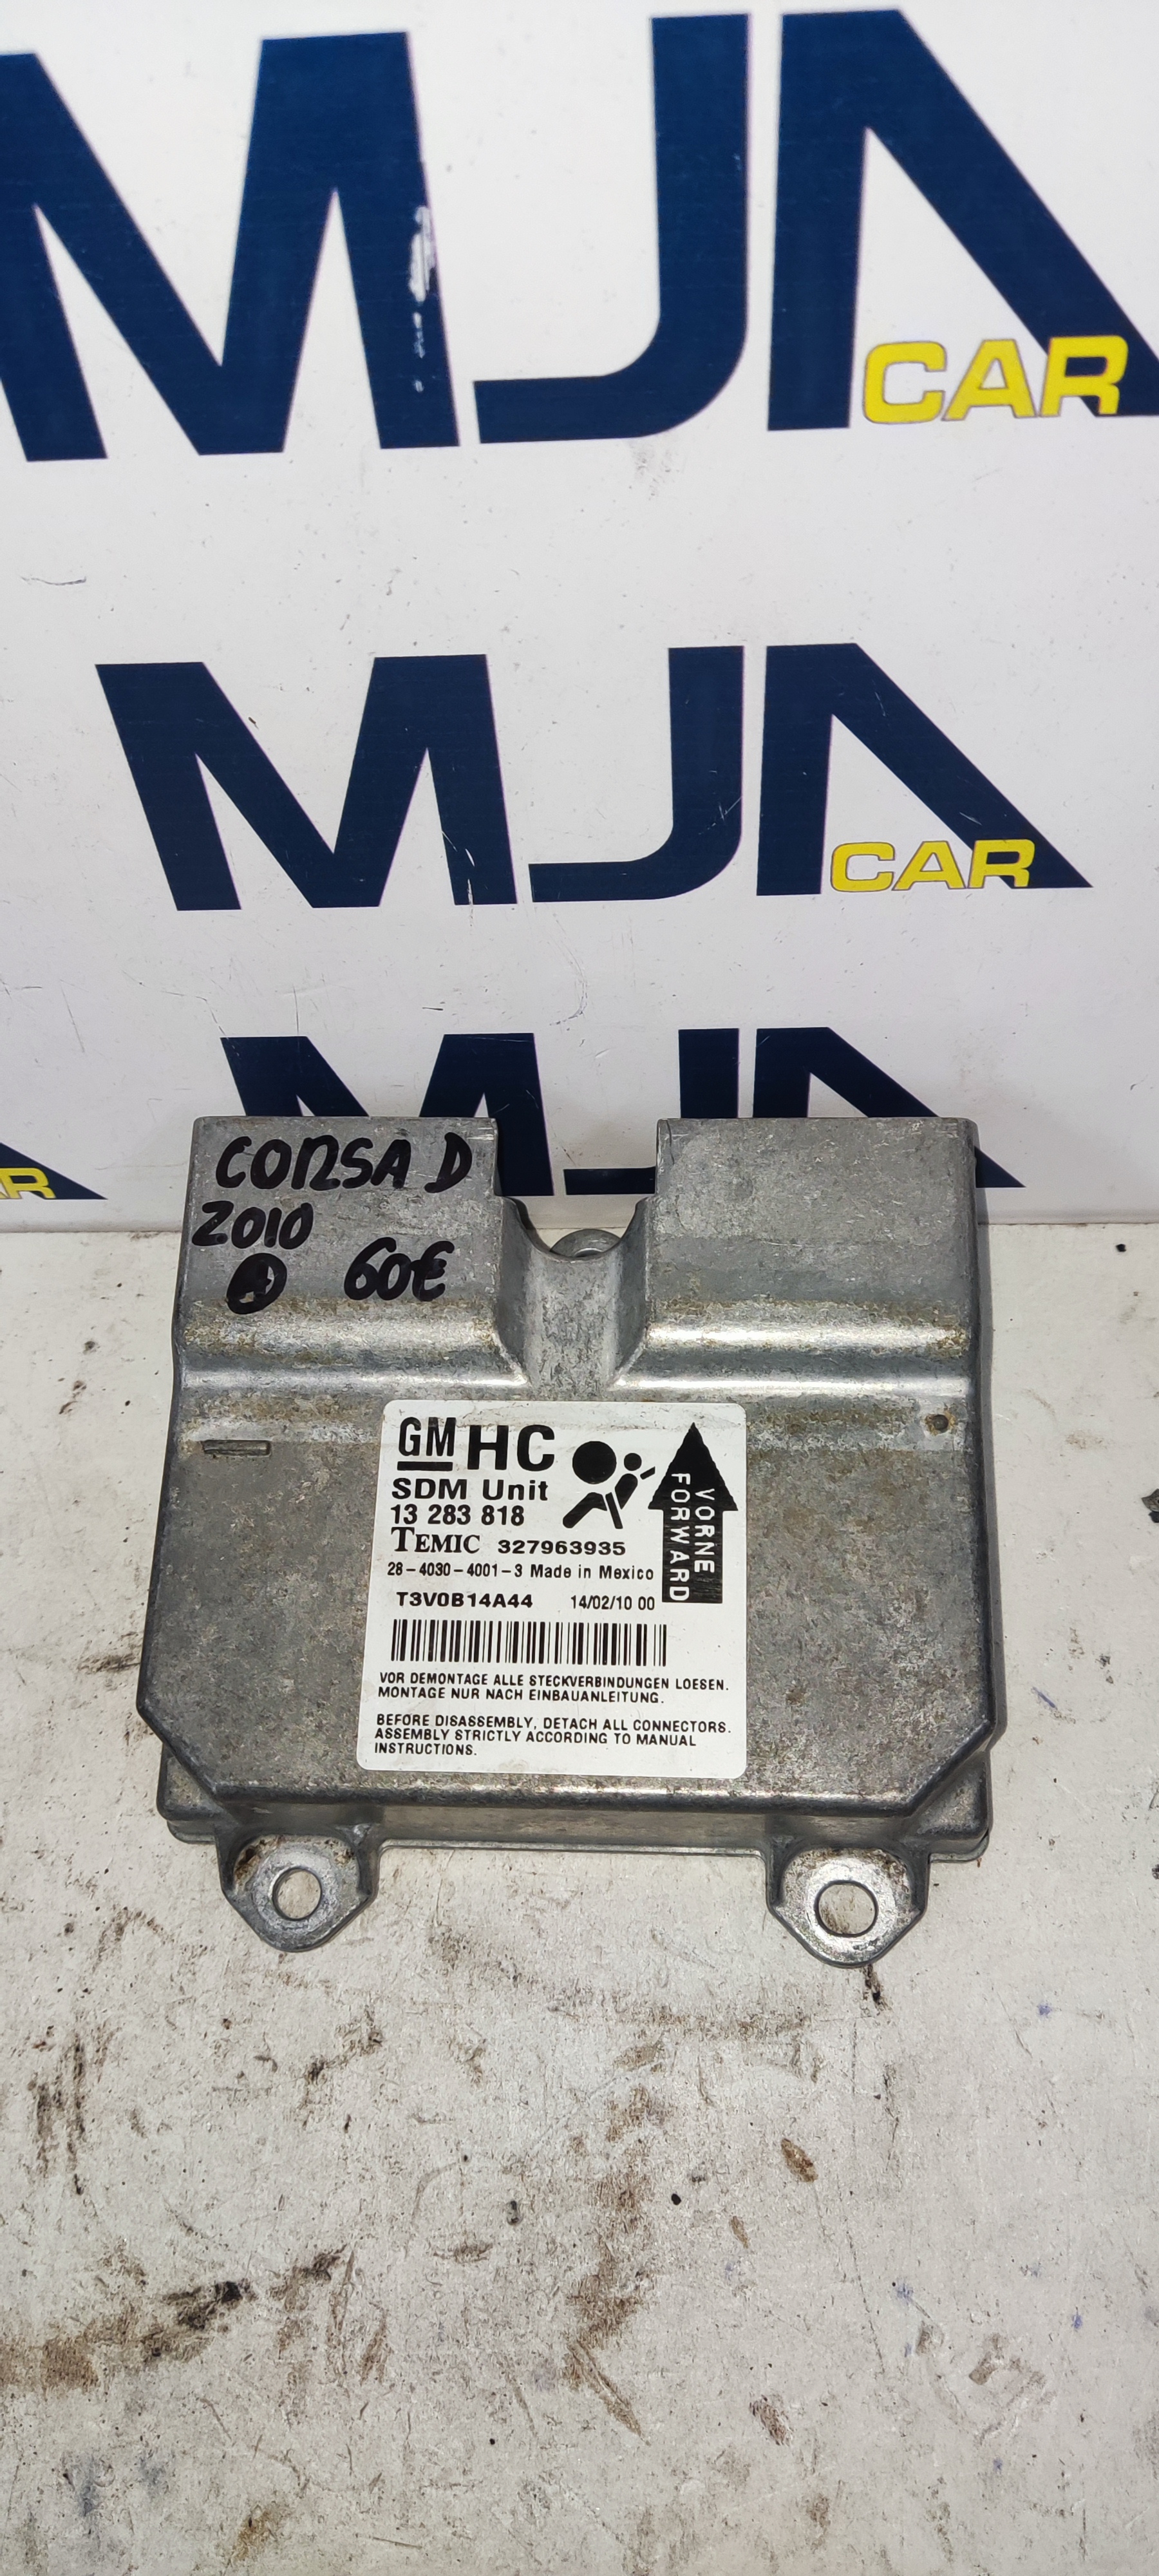 MJA
CAR
MJA
CAR
MJA
AR
CORSA D
2010
60€
GM HC
SDM Unit
13 283 818
TEMIC 327963935
28-4030-4001-3 Made in Mexico
T3V0B14A44 14/02/10 00
VORNE
FORWARD
VOR DEMONTAGE ALLE STECKVERBINDUNGEN LOESEN.
MONTAGE NUR NACH EINBAUANLEITUNG.
BEFORE DISASSEMBLY, DETACH ALL CONNECTORS.
ASSEMBLY STRICTLY ACCORDING TO MANUAL
INSTRUCTIONS.